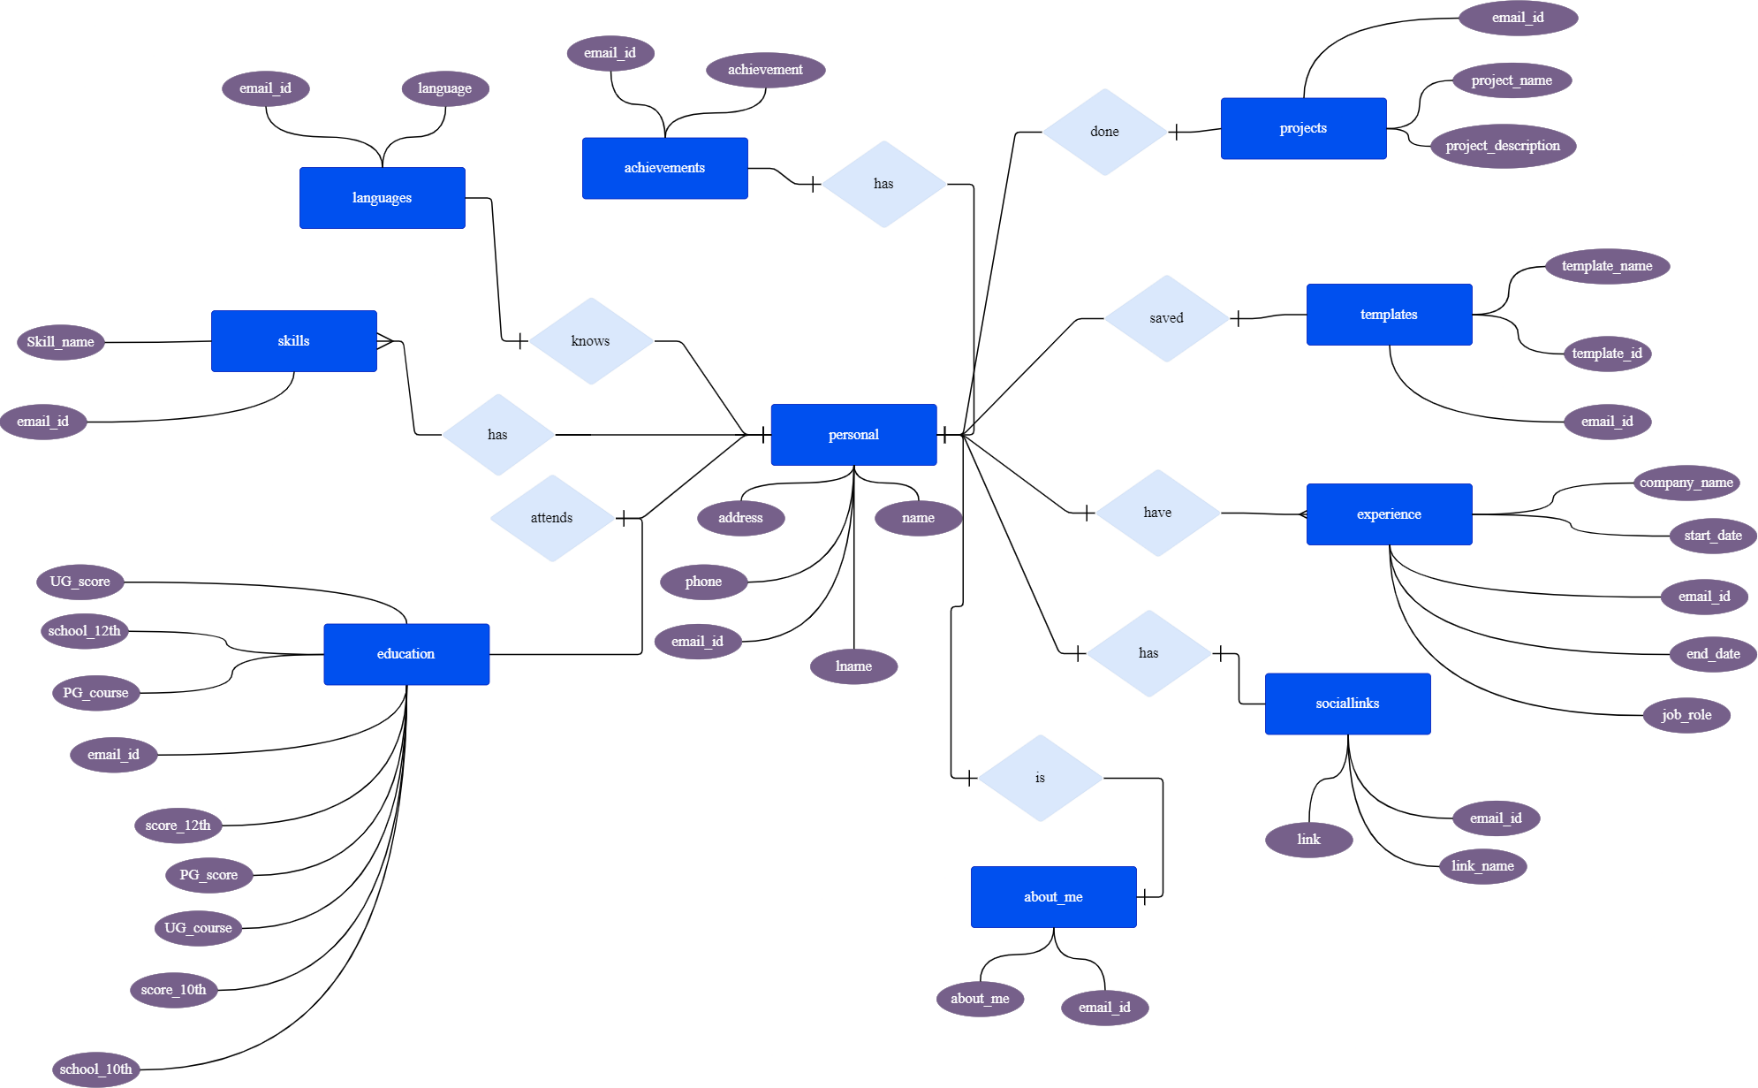 email_id
email_id
achievement
project_name
email_id
language
done
projects
project_description
achievements
has
languages
template_name
saved
templates
Skill_name
skills
knows
template_id
email_id
has
personal
email_id
company_name
address
name
attends
have
experience
start_date
UG_score
phone
email_id
school_12th
email_id
education
lname
has
end_date
PG_course
sociallinks
job_role
email_id
is
score_12th
link
email_id
PG_score
link_name
about_me
UG_course
score_10th
about_me
email_id
school_10th